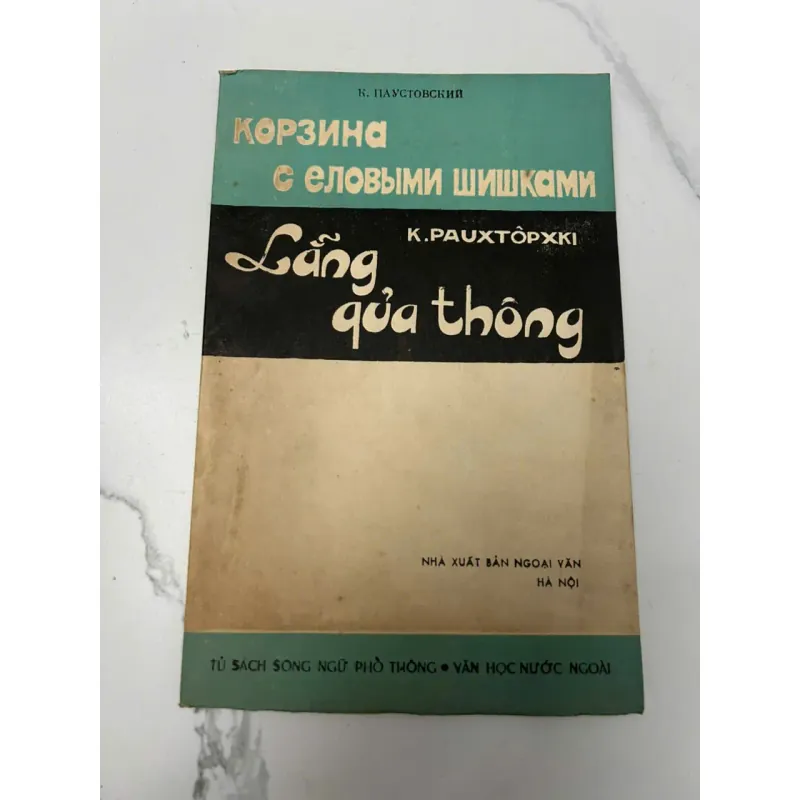 К. ПАУСТОВСКИЙ
КОРЗИНА
С ЕЛОВЫМИ ШИШКАМИ
K.PAUXTÔPXKI
Lẵng
qủa thông
NHÀ XUẤT BẢN NGOẠI VĂN
HÀ NỘI
TỦ SÁCH SONG NGỮ PHỔ THÔNG • VĂN HỌC NƯỚC NGOÀI